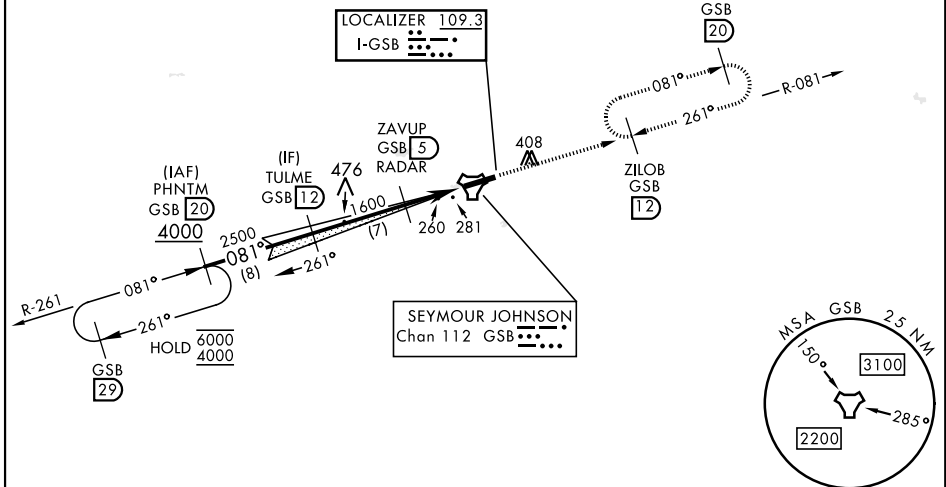 LOCALIZER 109.3
I-GSB
GSB
20
081°
R-081
261°
ZILOB
GSB
12
408
ZAVUP
GSB 5
RADAR
(IF)
TULME
GSB 12
476
(IAF)
PHNTM
GSB 20
4000
1600
2500
081°
(7)
(8)
260
281
261°
081°
R-261
261°
HOLD 6000
4000
GSB
29
SEYMOUR JOHNSON
Chan 112 GSB
MSA GSB 25 NM
150°
3100
285°
2200